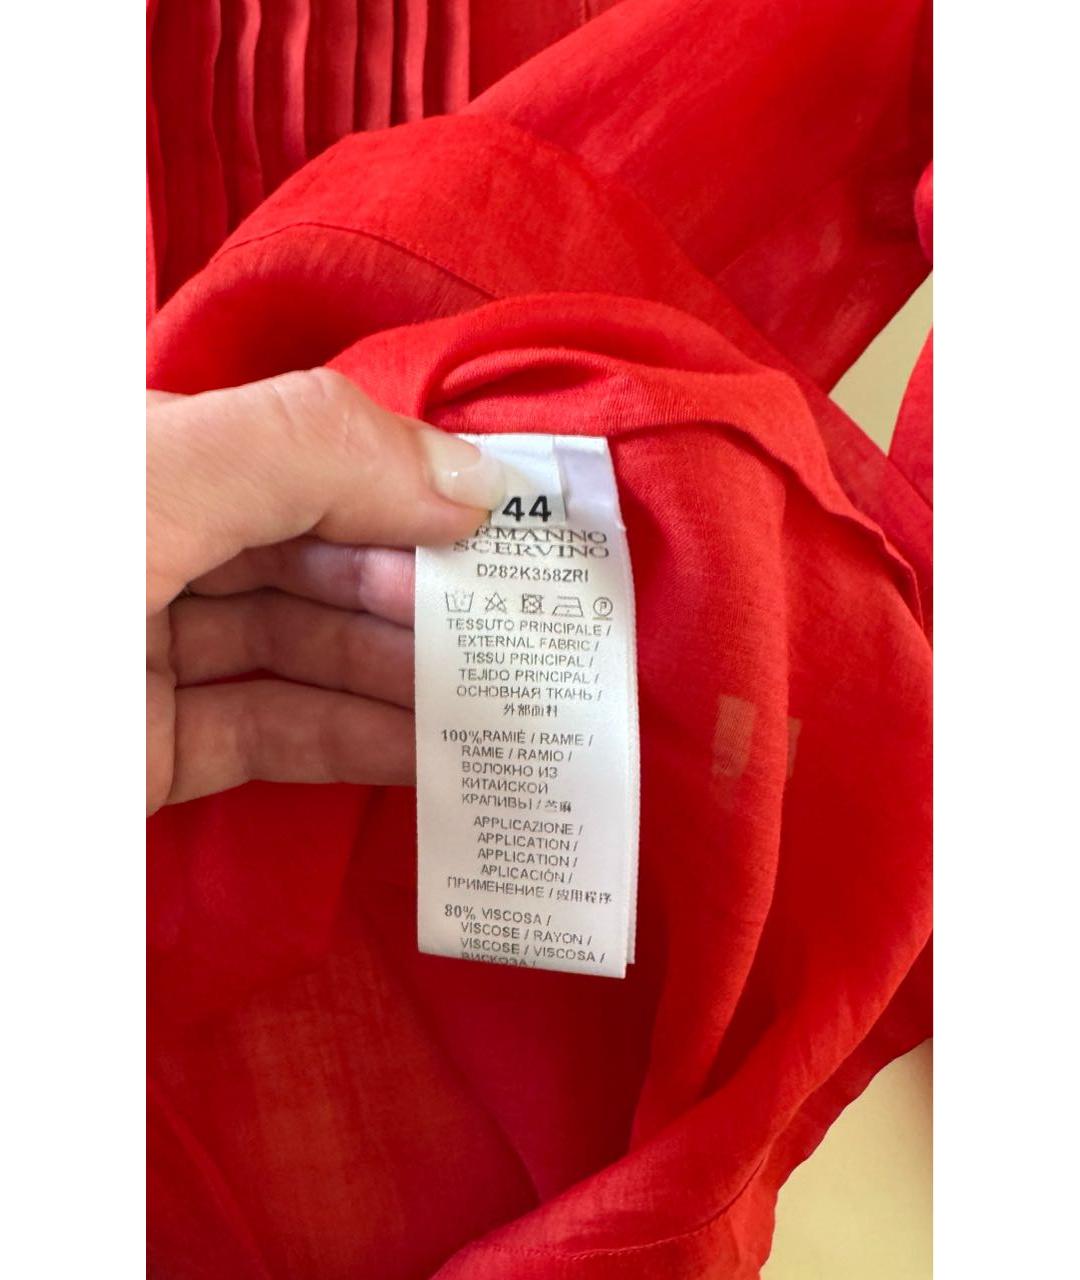 44
RMANNO
SCERVINO
D282K358ZRI
P
TESSUTO PRINCIPALE /
EXTERNAL FABRIC /
TISSU PRINCIPAL /
TEJIDO PRINCIPAL /
ОСНОВНАЯ ТКАНЬ /
外部面料
100%RAMIÈ / RAMIE /
RAMIE / RAMIO /
ВОЛОКНО ИЗ
КИТАЙСКОЙ
КРАПИВЫ / 苎麻
APPLICAZIONE /
APPLICATION /
APPLICATION /
APLICACIÓN /
ПРИМЕНЕНИЕ / 应用程序
80% VISCOSA /
VISCOSE / RAYON /
VISCOSE / VISCOSA /
ВИСКОЗА /